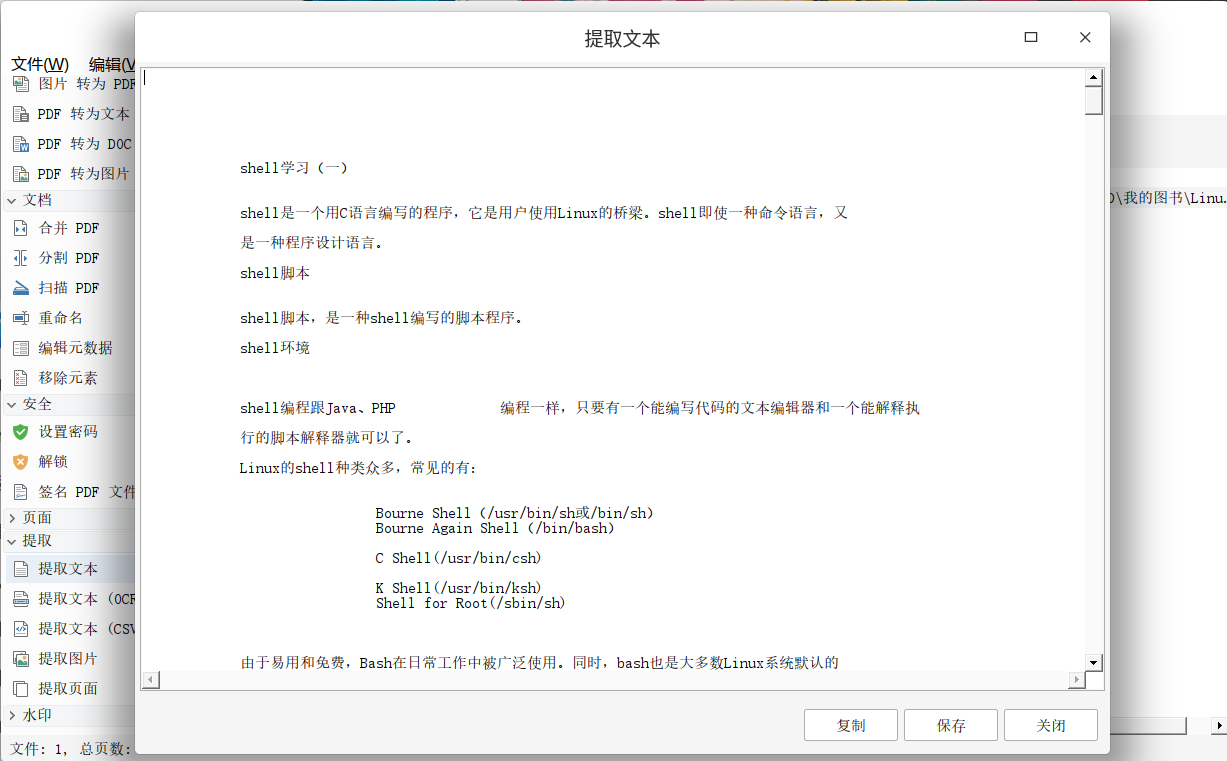 提取文本
文件(W) 编辑(V
图片 转为 PDF
PDF 转为文本
PDF 转为 DOC
PDF 转为图片
文档
合并 PDF
分割 PDF
扫描 PDF
重命名
编辑元数据
移除元素
安全
设置密码
解锁
签名 PDF 文件
页面
提取
提取文本
提取文本 (OCR
提取文本 (CSV
提取图片
提取页面
水印
文件: 1, 总页数:
shell学习（一）
shell是一个用C语言编写的程序，它是用户使用Linux的桥梁。shell即使一种命令语言，又
是一种程序设计语言。
shell脚本
shell脚本，是一种shell编写的脚本程序。
shell环境
shell编程跟Java、PHP 编程一样，只要有一个能编写代码的文本编辑器和一个能解释执
行的脚本解释器就可以了。
Linux的shell种类众多，常见的有：
Bourne Shell（/usr/bin/sh或/bin/sh）
Bourne Again Shell（/bin/bash）
C Shell(/usr/bin/csh)
K Shell(/usr/bin/ksh)
Shell for Root(/sbin/sh)
由于易用和免费，Bash在日常工作中被广泛使用。同时，bash也是大多数Linux系统默认的
复制 保存 关闭
\我的图书\Linu.